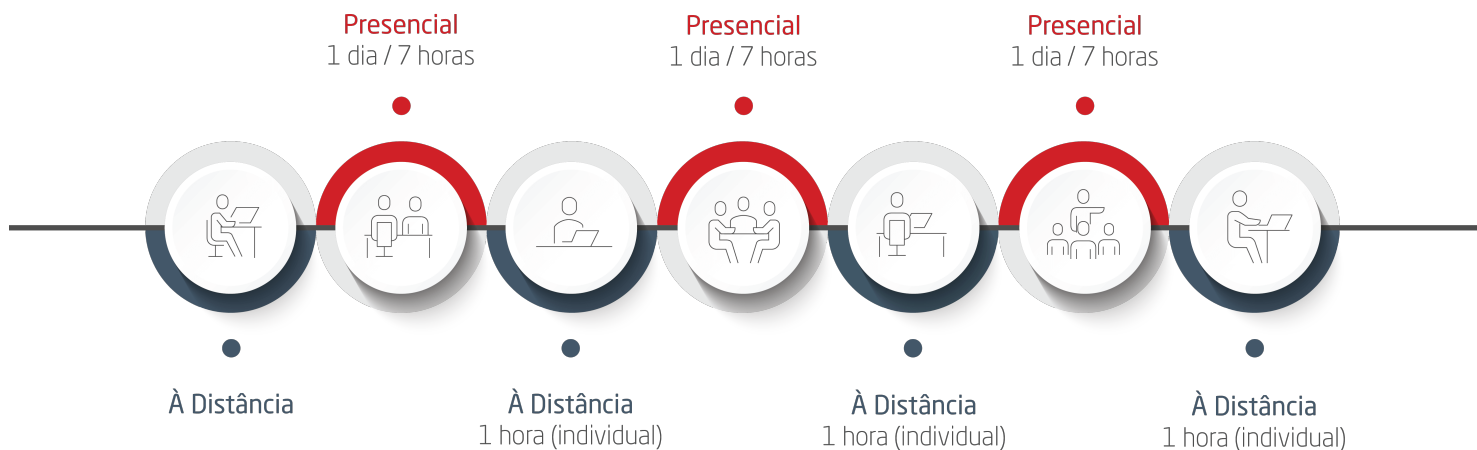 Presencial
1 dia / 7 horas
Presencial
1 dia / 7 horas
Presencial
1 dia / 7 horas
À Distância
À Distância
1 hora (individual)
À Distância
1 hora (individual)
À Distância
1 hora (individual)